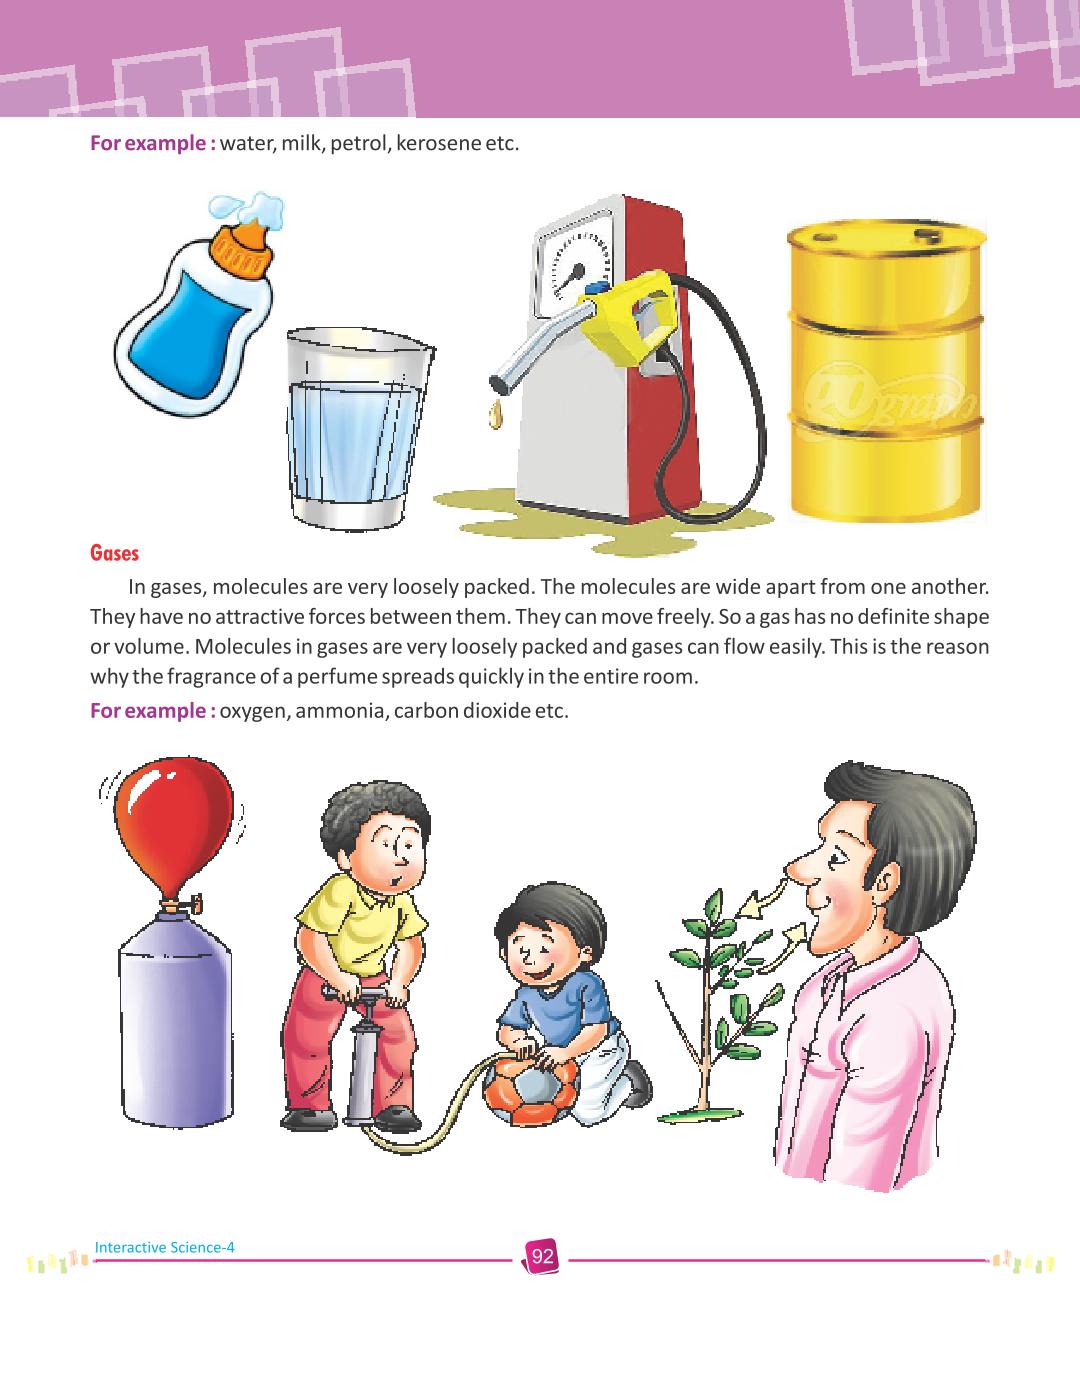 For example : water, milk, petrol, kerosene etc.
GOgraph
Gases
In gases, molecules are very loosely packed. The molecules are wide apart from one another.
They have no attractive forces between them. They can move freely. So a gas has no definite shape
or volume. Molecules in gases are very loosely packed and gases can flow easily. This is the reason
why the fragrance of a perfume spreads quickly in the entire room.
For example : oxygen, ammonia, carbon dioxide etc.
Interactive Science-4
92